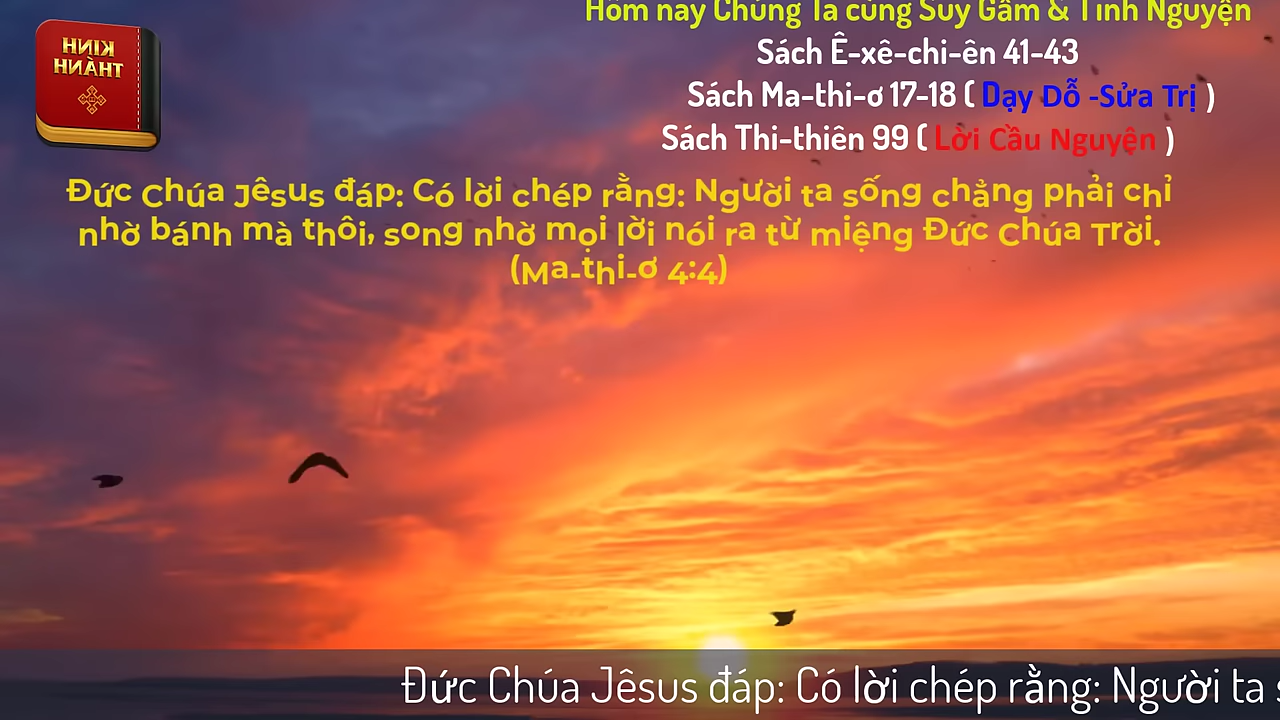 KINH
THÀNH
Hôm nay Chúng Ta cùng Suy Gẫm & Tĩnh Nguyện
Sách Ê-xê-chi-ên 41-43
Sách Ma-thi-ơ 17-18 ( Dạy Dỗ -Sửa Trị )
Sách Thi-thiên 99 ( Lời Cầu Nguyện )
Đức Chúa Jêsus đáp: Có lời chép rằng: Người ta sống chẳng phải chỉ
nhờ bánh mà thôi, song nhờ mọi lời nói ra từ miệng Đức Chúa Trời.
(Ma-thi-ơ 4:4)
Đức Chúa Jêsus đáp: Có lời chép rằng: Người ta